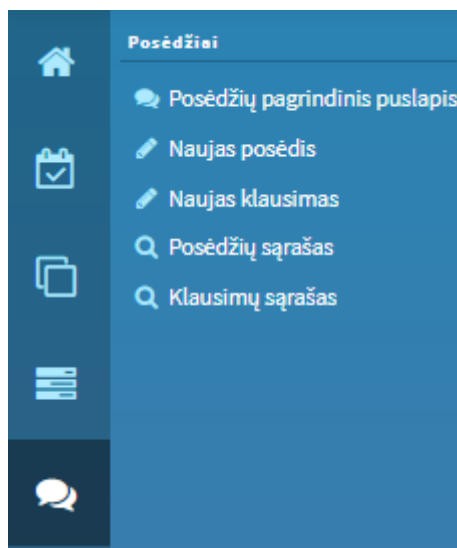 Posėdžiai
Posėdžių pagrindinis puslapis
Naujas posėdis
Naujas klausimas
Posėdžių sąrašas
Klausimų sąrašas